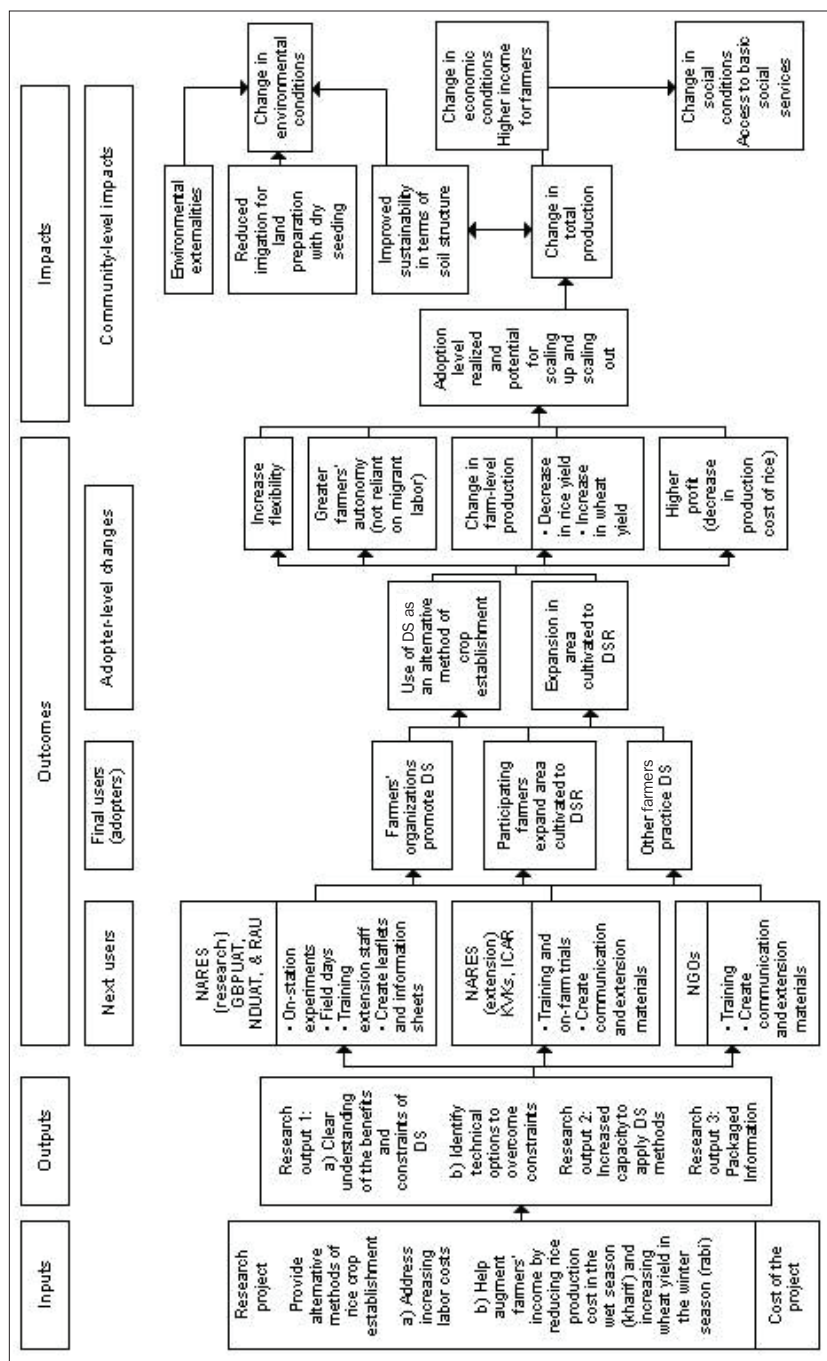 Inputs
Outputs
Outcomes
Impacts
Next users
Final users
(adopters)
Adopter-level changes
Community-level impacts
Research
project
Provide
alternative
methods of
rice crop
establishment
a) Address
increasing
labor costs
b) Help
augment
farmers'
income by
reducing rice
production
cost in the
wet season
(kharif) and
increasing
wheat yield in
the winter
season (rabi)
Cost of the
project
Research
output 1:
a) Clear
understanding
of the benefits
and
constraints of
DS
b) Identify
technical
options to
overcome
constraints
Research
output 2:
Increased
capacity to
apply DS
methods
Research
output 3:
Packaged
Information
NARES
(research)
GBPUAT,
NDUAT, & RAU
• On-station
experiments
• Field days
• Training
extension staff
• Create leaflets
and information
sheets
NARES
(extension)
KVKs, ICAR
• Training and
on-farm trials
• Create
communication
and extension
materials
NGOs
• Training
• Create
communication
and extension
materials
Farmers'
organizations
promote DS
Participating
farmers
expand area
cultivated to
DSR
Other farmers
practice DS
Use of DS as
an alternative
method of
crop
establishment
Expansion in
area
cultivated to
DSR
Increase
flexibility
Greater
farmers'
autonomy
(not reliant
on migrant
labor)
Change in
farm-level
production
• Decrease
in rice yield
• Increase
in wheat
yield
Higher
profit
(decrease
in
production
cost of rice)
Adoption
level
realized and
potential
for
scaling
up and
scaling
out
Environmental
externalities
Reduced
irrigation for
land
preparation
with dry
seeding
Improved
sustainability
in terms of
soil structure
Change in
total
production
Change in
environmental
conditions
Change in
economic
conditions
Higher income
for farmers
Change in
social
conditions
Access to basic
social
services